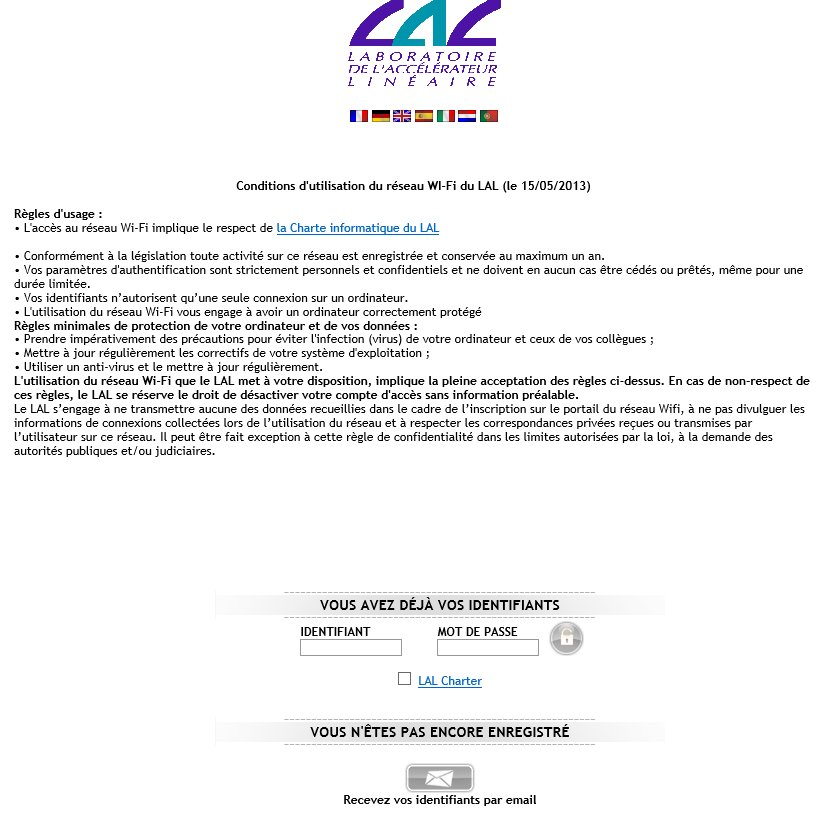 LAL
LABORATOIRE
DE L'ACCÉLÉRATEUR
LINÉAIRE
Conditions d'utilisation du réseau WI-Fi du LAL (le 15/05/2013)
Règles d'usage :
• L'accès au réseau Wi-Fi implique le respect de la Charte informatique du LAL
• Conformément à la législation toute activité sur ce réseau est enregistrée et conservée au maximum un an.
• Vos paramètres d'authentification sont strictement personnels et confidentiels et ne doivent en aucun cas être cédés ou prêtés, même pour une
durée limitée.
• Vos identifiants n’autorisent qu’une seule connexion sur un ordinateur.
• L'utilisation du réseau Wi-Fi vous engage à avoir un ordinateur correctement protégé
Règles minimales de protection de votre ordinateur et de vos données :
• Prendre impérativement des précautions pour éviter l'infection (virus) de votre ordinateur et ceux de vos collègues ;
• Mettre à jour régulièrement les correctifs de votre système d'exploitation ;
• Utiliser un anti-virus et le mettre à jour régulièrement.
L'utilisation du réseau Wi-Fi que le LAL met à votre disposition, implique la pleine acceptation des règles ci-dessus. En cas de non-respect de
ces règles, le LAL se réserve le droit de désactiver votre compte d'accès sans information préalable.
Le LAL s’engage à ne transmettre aucune des données recueillies dans le cadre de l’inscription sur le portail du réseau Wifi, à ne pas divulguer les
informations de connexions collectées lors de l’utilisation du réseau et à respecter les correspondances privées reçues ou transmises par
l’utilisateur sur ce réseau. Il peut être fait exception à cette règle de confidentialité dans les limites autorisées par la loi, à la demande des
autorités publiques et/ou judiciaires.
VOUS AVEZ DÉJÀ VOS IDENTIFIANTS
IDENTIFIANT MOT DE PASSE
LAL Charter
VOUS N'ÊTES PAS ENCORE ENREGISTRÉ
Recevez vos identifiants par email